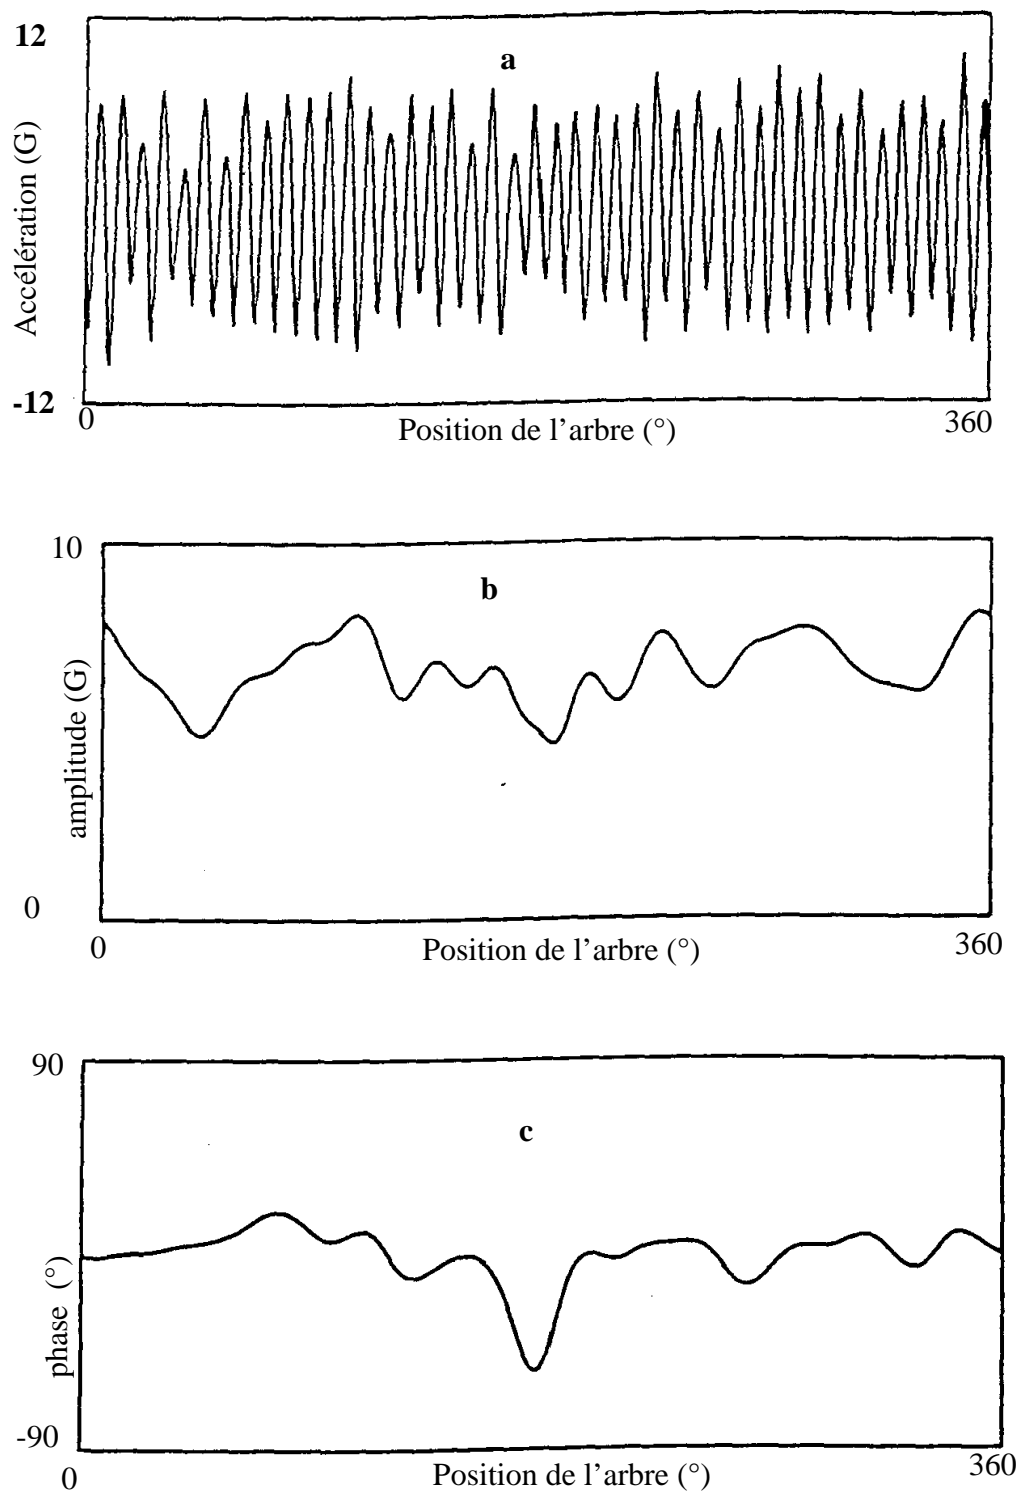 12
a
Accélération (G)
-12
0
360
Position de l’arbre (°)
10
b
amplitude (G)
0
0
360
Position de l’arbre (°)
90
c
phase (°)
-90
0
360
Position de l’arbre (°)